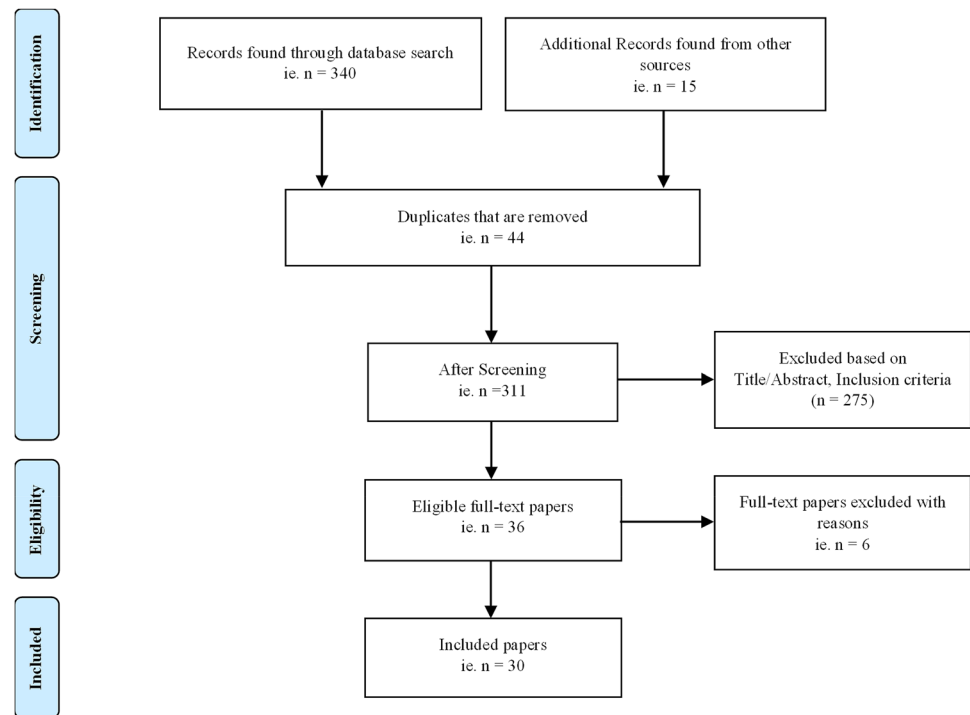 Identification
Records found through database search
ie. n = 340
Additional Records found from other
sources
ie. n = 15
Screening
Duplicates that are removed
ie. n = 44
After Screening
ie. n =311
Excluded based on
Title/Abstract, Inclusion criteria
(n = 275)
Eligibility
Eligible full-text papers
ie. n = 36
Full-text papers excluded with
reasons
ie. n = 6
Included
Included papers
ie. n = 30